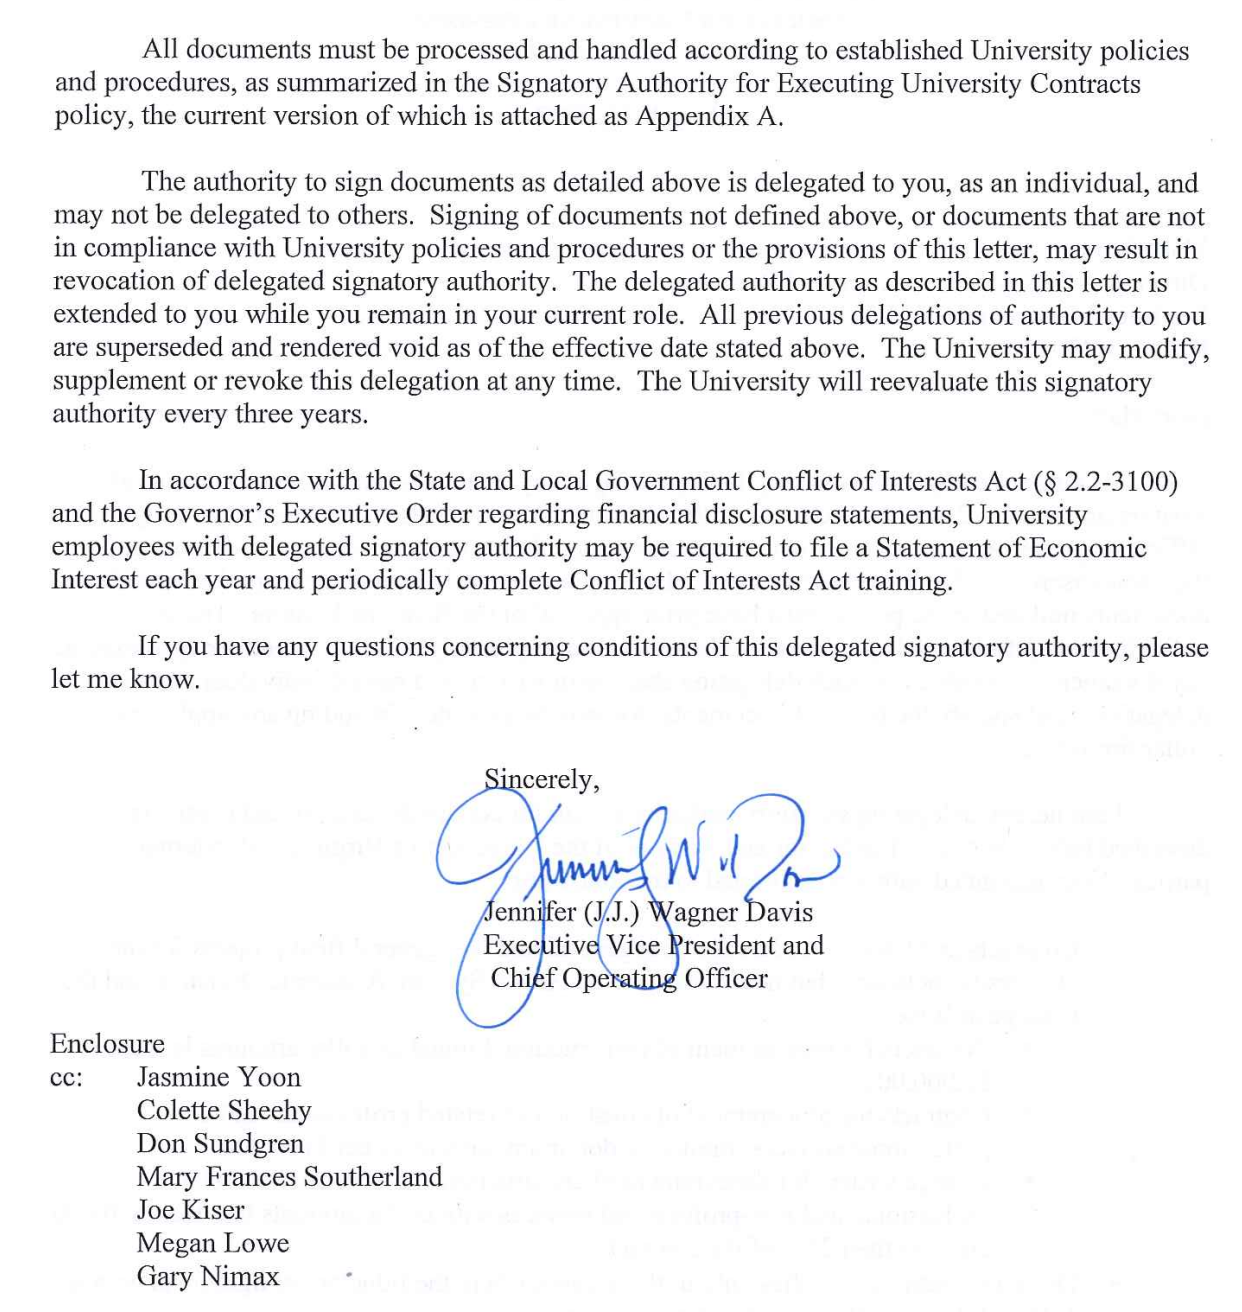 All documents must be processed and handled according to established University policies
and procedures, as summarized in the Signatory Authority for Executing University Contracts
policy, the current version of which is attached as Appendix A.
The authority to sign documents as detailed above is delegated to you, as an individual, and
may not be delegated to others.  Signing of documents not defined above, or documents that are not
in compliance with University policies and procedures or the provisions of this letter, may result in
revocation of delegated signatory authority.  The delegated authority as described in this letter is
extended to you while you remain in your current role.  All previous delegations of authority to you
are superseded and rendered void as of the effective date stated above.  The University may modify,
supplement or revoke this delegation at any time.  The University will reevaluate this signatory
authority every three years.
In accordance with the State and Local Government Conflict of Interests Act (§ 2.2-3100)
and the Governor's Executive Order regarding financial disclosure statements, University
employees with delegated signatory authority may be required to file a Statement of Economic
Interest each year and periodically complete Conflict of Interests Act training.
If you have any questions concerning conditions of this delegated signatory authority, please
let me know.
Sincerely,
Jennifer (J.J.) Wagner Davis
Executive Vice President and
Chief Operating Officer
Enclosure
cc: Jasmine Yoon
Colette Sheehy
Don Sundgren
Mary Frances Southerland
Joe Kiser
Megan Lowe
Gary Nimax